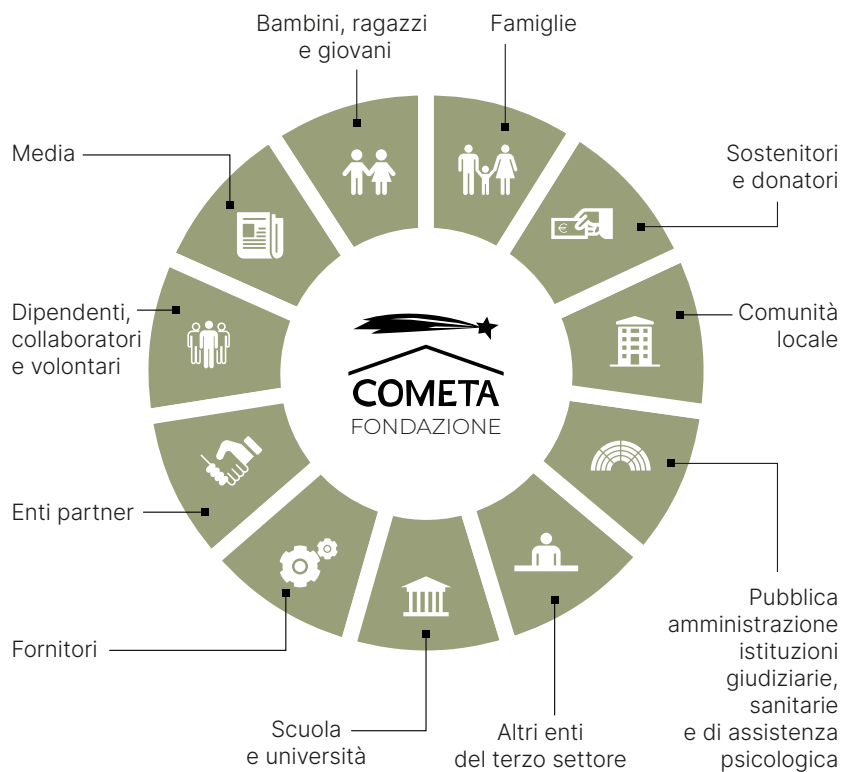 Bambini, ragazzi
e giovani
Famiglie
Sostenitori
e donatori
Comunità
locale
Pubblica
amministrazione
istituzioni
giudiziarie,
sanitarie
e di assistenza
psicologica
Altri enti
del terzo settore
Scuola
e università
Fornitori
Enti partner
Dipendenti,
collaboratori
e volontari
Media
COMETA
FONDAZIONE
€